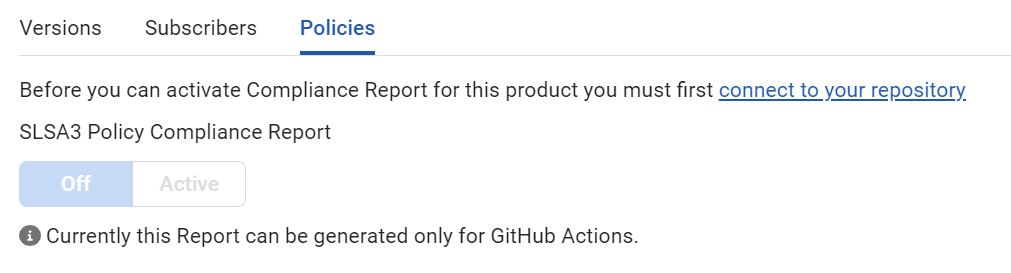 Versions Subscribers Policies
Before you can activate Compliance Report for this product you must first connect to your repository
SLSA3 Policy Compliance Report
Off Active
Currently this Report can be generated only for GitHub Actions.